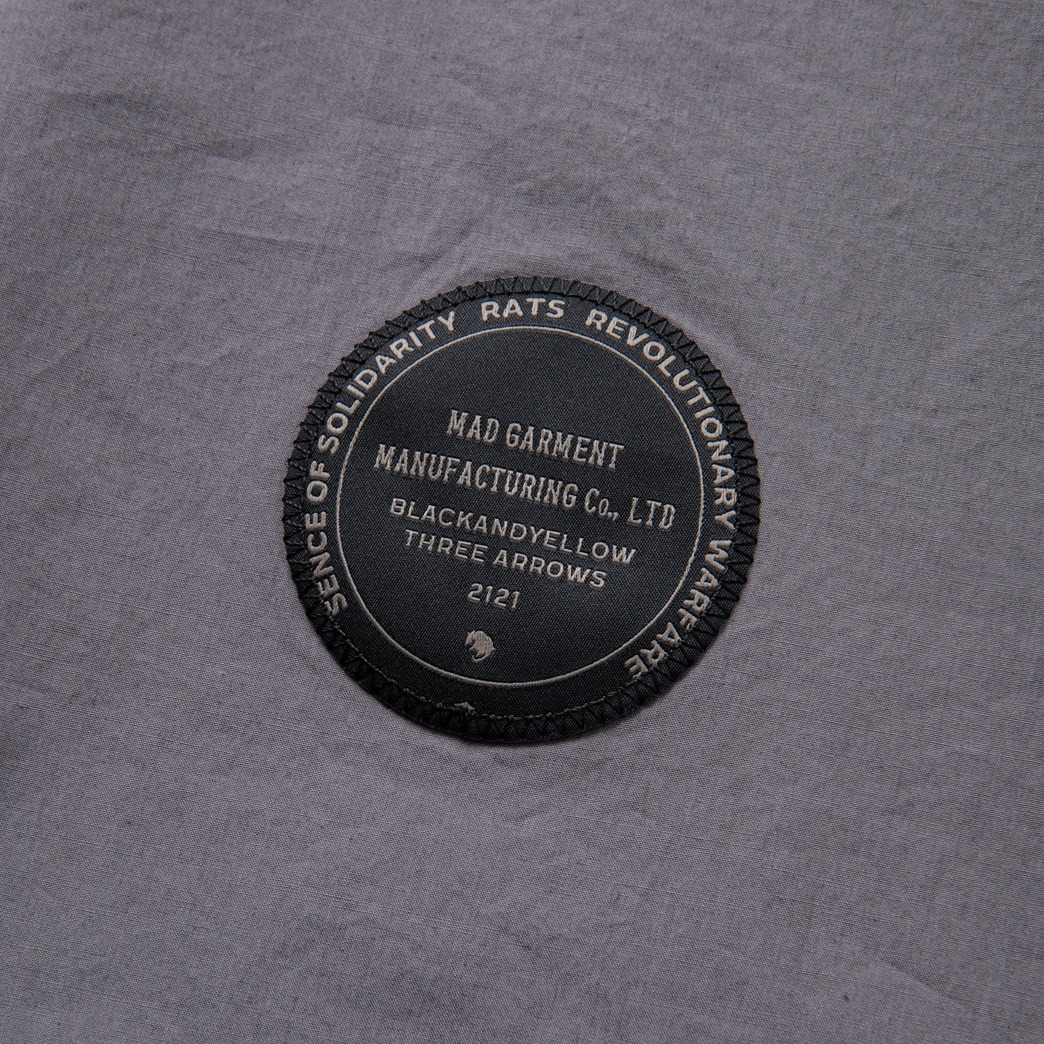 SENCE OF SOLIDARITY RATS REVOLUTIONARY WARFARE
MAD GARMENT
MANUFACTURING Co., LTD
BLACKANDYELLOW
THREE ARROWS
2121